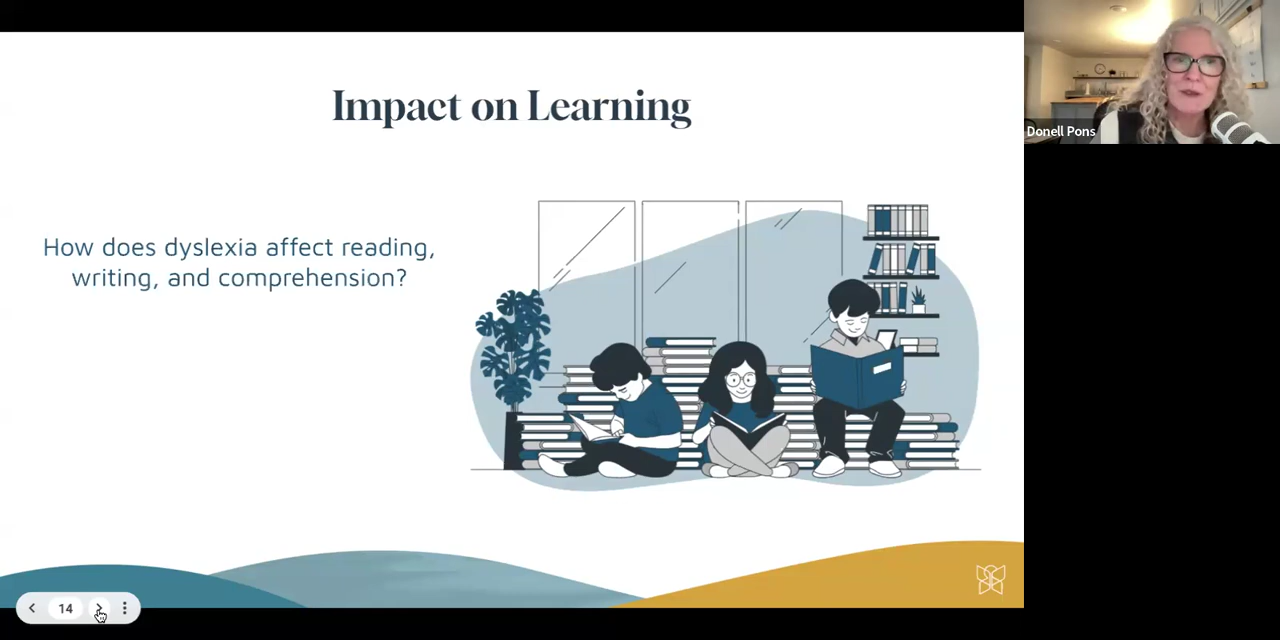 Impact on Learning
How does dyslexia affect reading,
writing, and comprehension?
Donell Pons
14